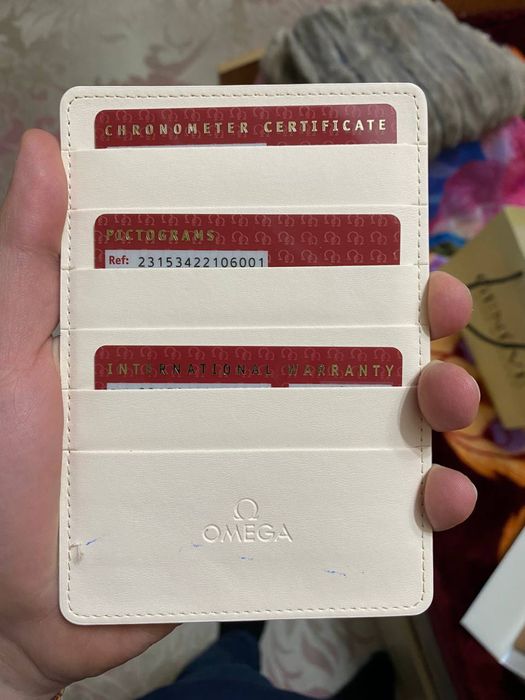 CHRONOMETER CERTIFICATE
PICTOGRAMS
Ref: 23153422106001
INTERNATIONAL WARRANTY
Ω
OMEGA